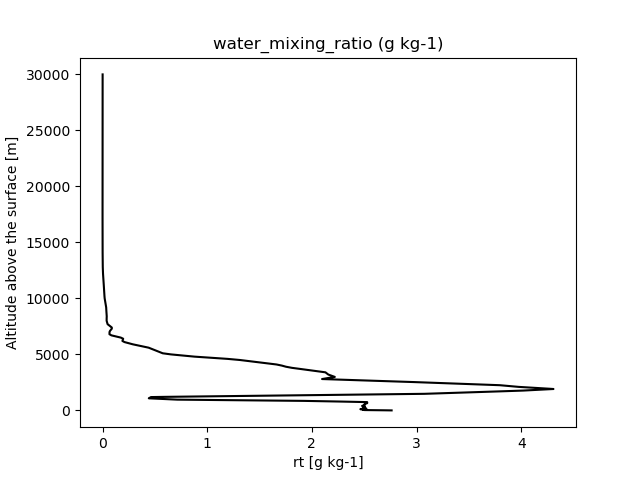 water_mixing_ratio (g kg-1)
Altitude above the surface [m]
30000
25000
20000
15000
10000
5000
0
0 1 2 3 4
rt [g kg-1]